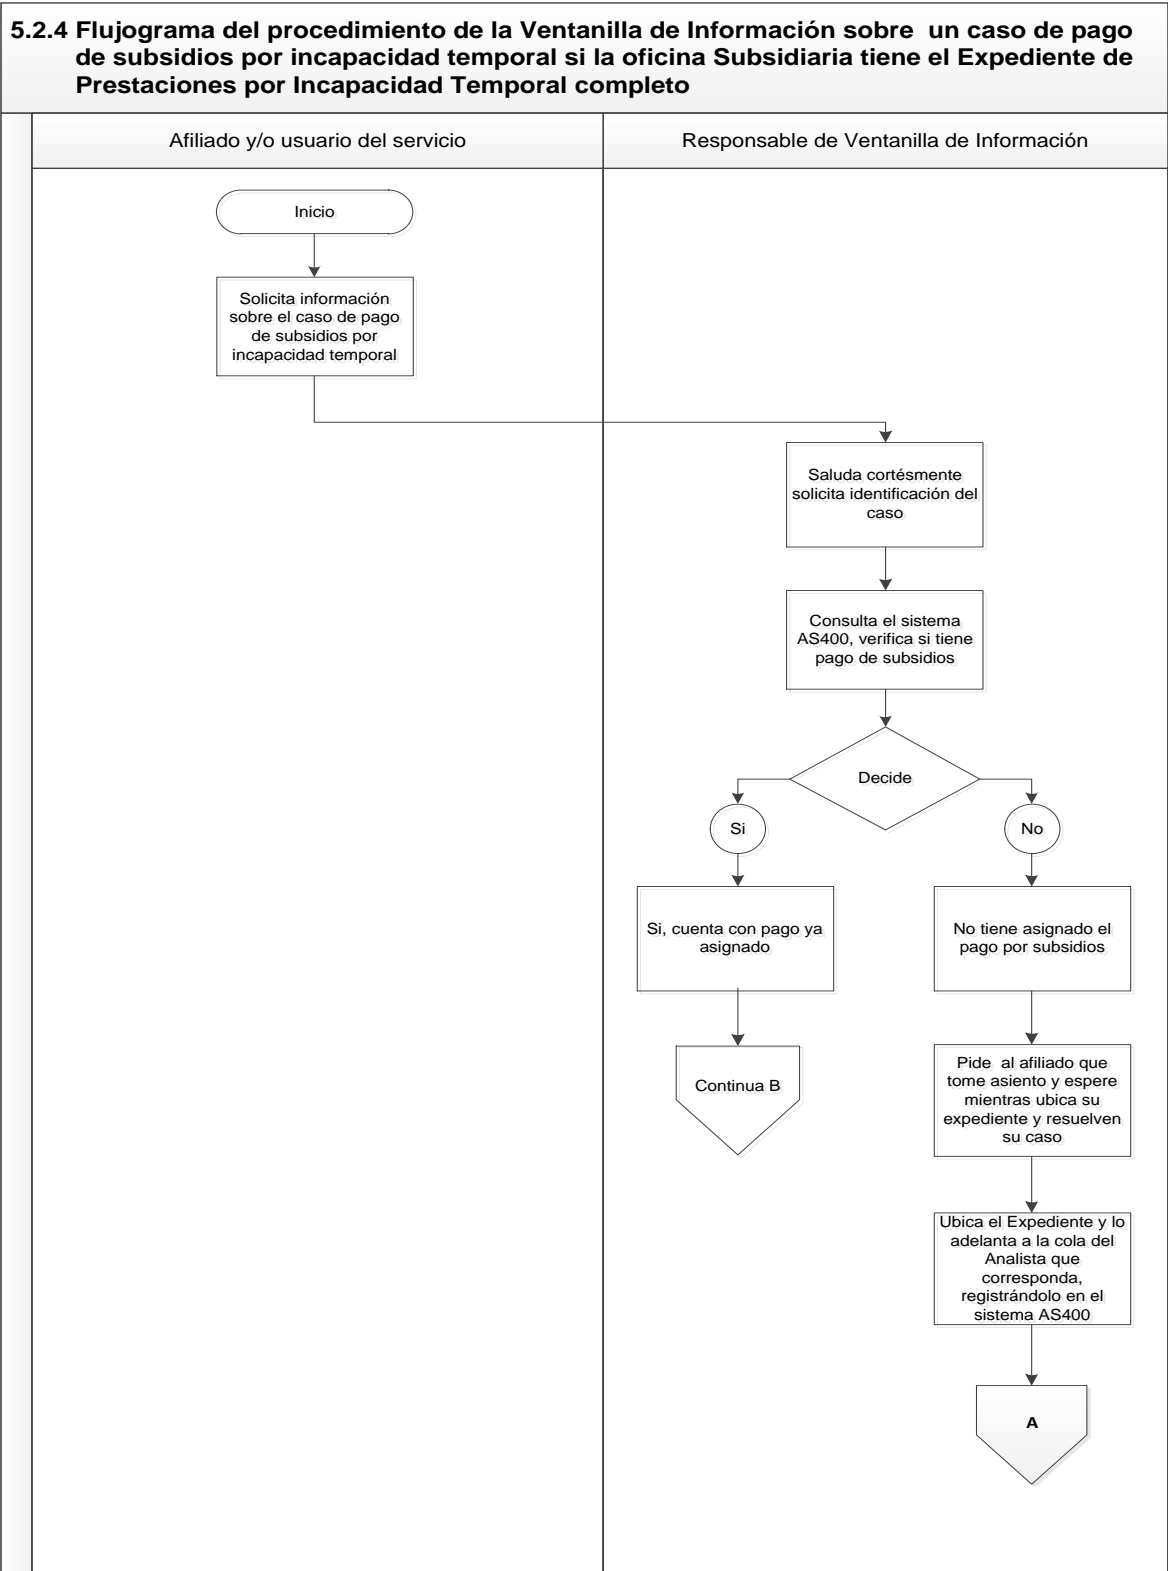 5.2.4 Flujograma del procedimiento de la Ventanilla de Información sobre un caso de pago
de subsidios por incapacidad temporal si la oficina Subsidiaria tiene el Expediente de
Prestaciones por Incapacidad Temporal completo
Afiliado y/o usuario del servicio
Responsable de Ventanilla de Información
Inicio
Solicita información
sobre el caso de pago
de subsidios por
incapacidad temporal
Saluda cortésmente
solicita identificación del
caso
Consulta el sistema
AS400, verifica si tiene
pago de subsidios
Decide
Si
No
Si, cuenta con pago ya
asignado
No tiene asignado el
pago por subsidios
Continua B
Pide al afiliado que
tome asiento y espere
mientras ubica su
expediente y resuelven
su caso
Ubica el Expediente y lo
adelanta a la cola del
Analista que
corresponda,
registrándolo en el
sistema AS400
A